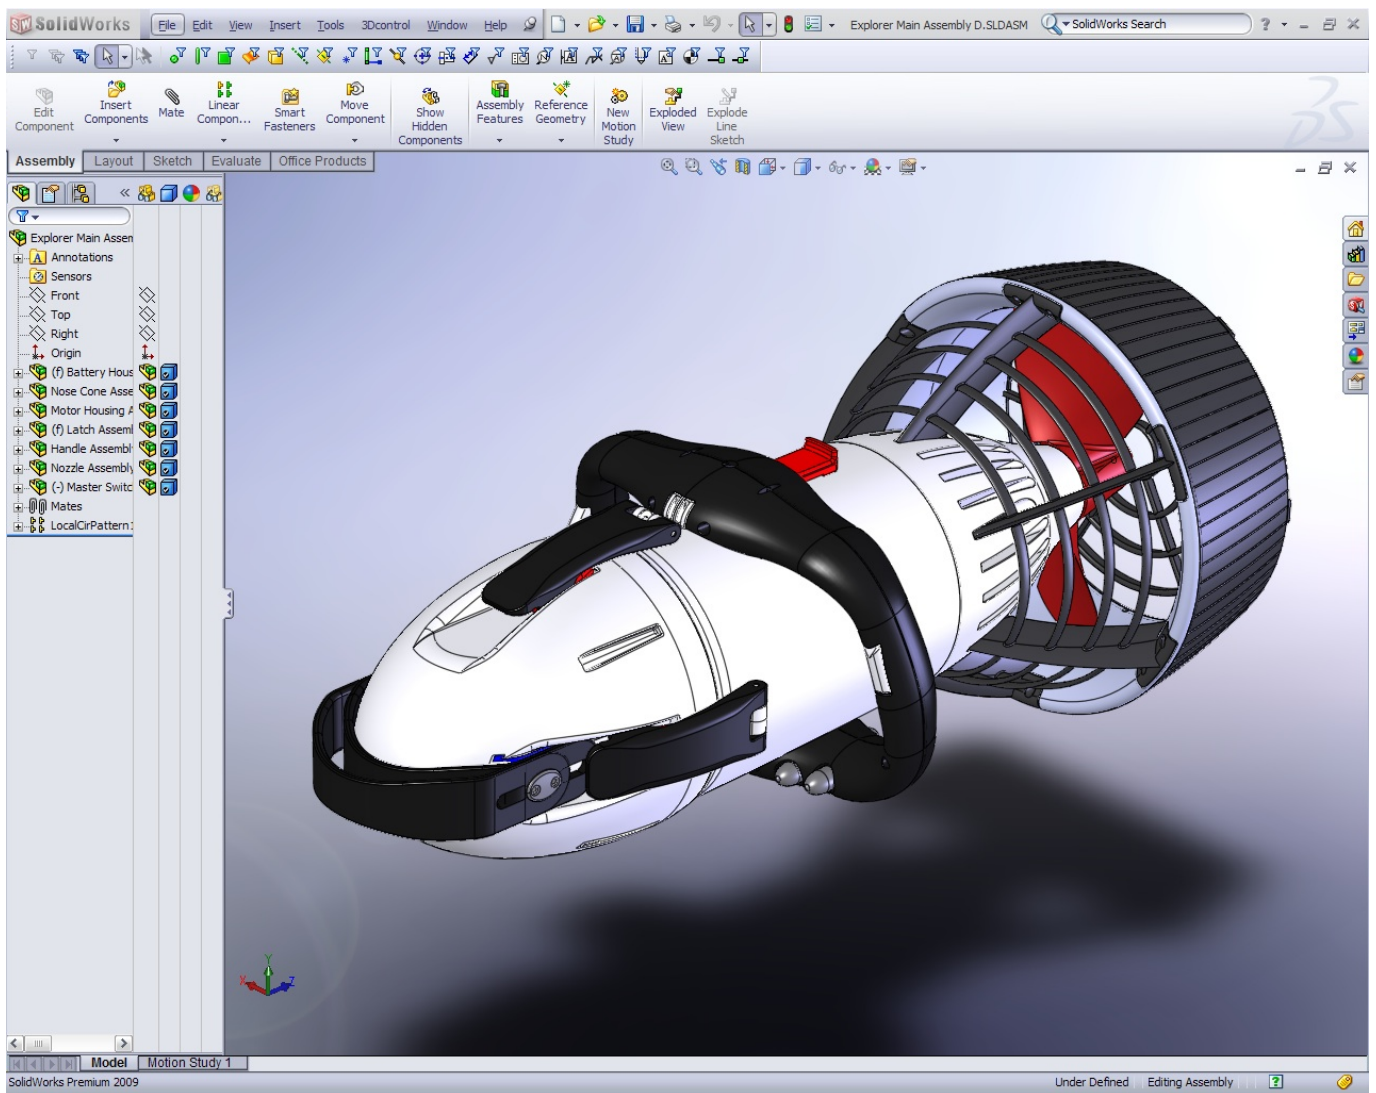 SolidWorks File Edit View Insert Tools 3Dcontrol Window Help Explorer Main Assembly D.SLDASM SolidWorks Search ?
Edit Component
Insert Components
Mate
Linear Compon...
Smart Fasteners
Move Component
Show Hidden Components
Assembly Features
Reference Geometry
New Motion Study
Exploded View
Explode Line Sketch
Assembly Layout Sketch Evaluate Office Products
Explorer Main Assem
A Annotations
Sensors
Front
Top
Right
Origin
(f) Battery Hous
Nose Cone Asse
Motor Housing A
(f) Latch Asseml
Handle Assembl
Nozzle Assembly
(-) Master Switc
Mates
LocalCirPattern1
Y
X Z
Model Motion Study 1
SolidWorks Premium 2009 Under Defined Editing Assembly ?